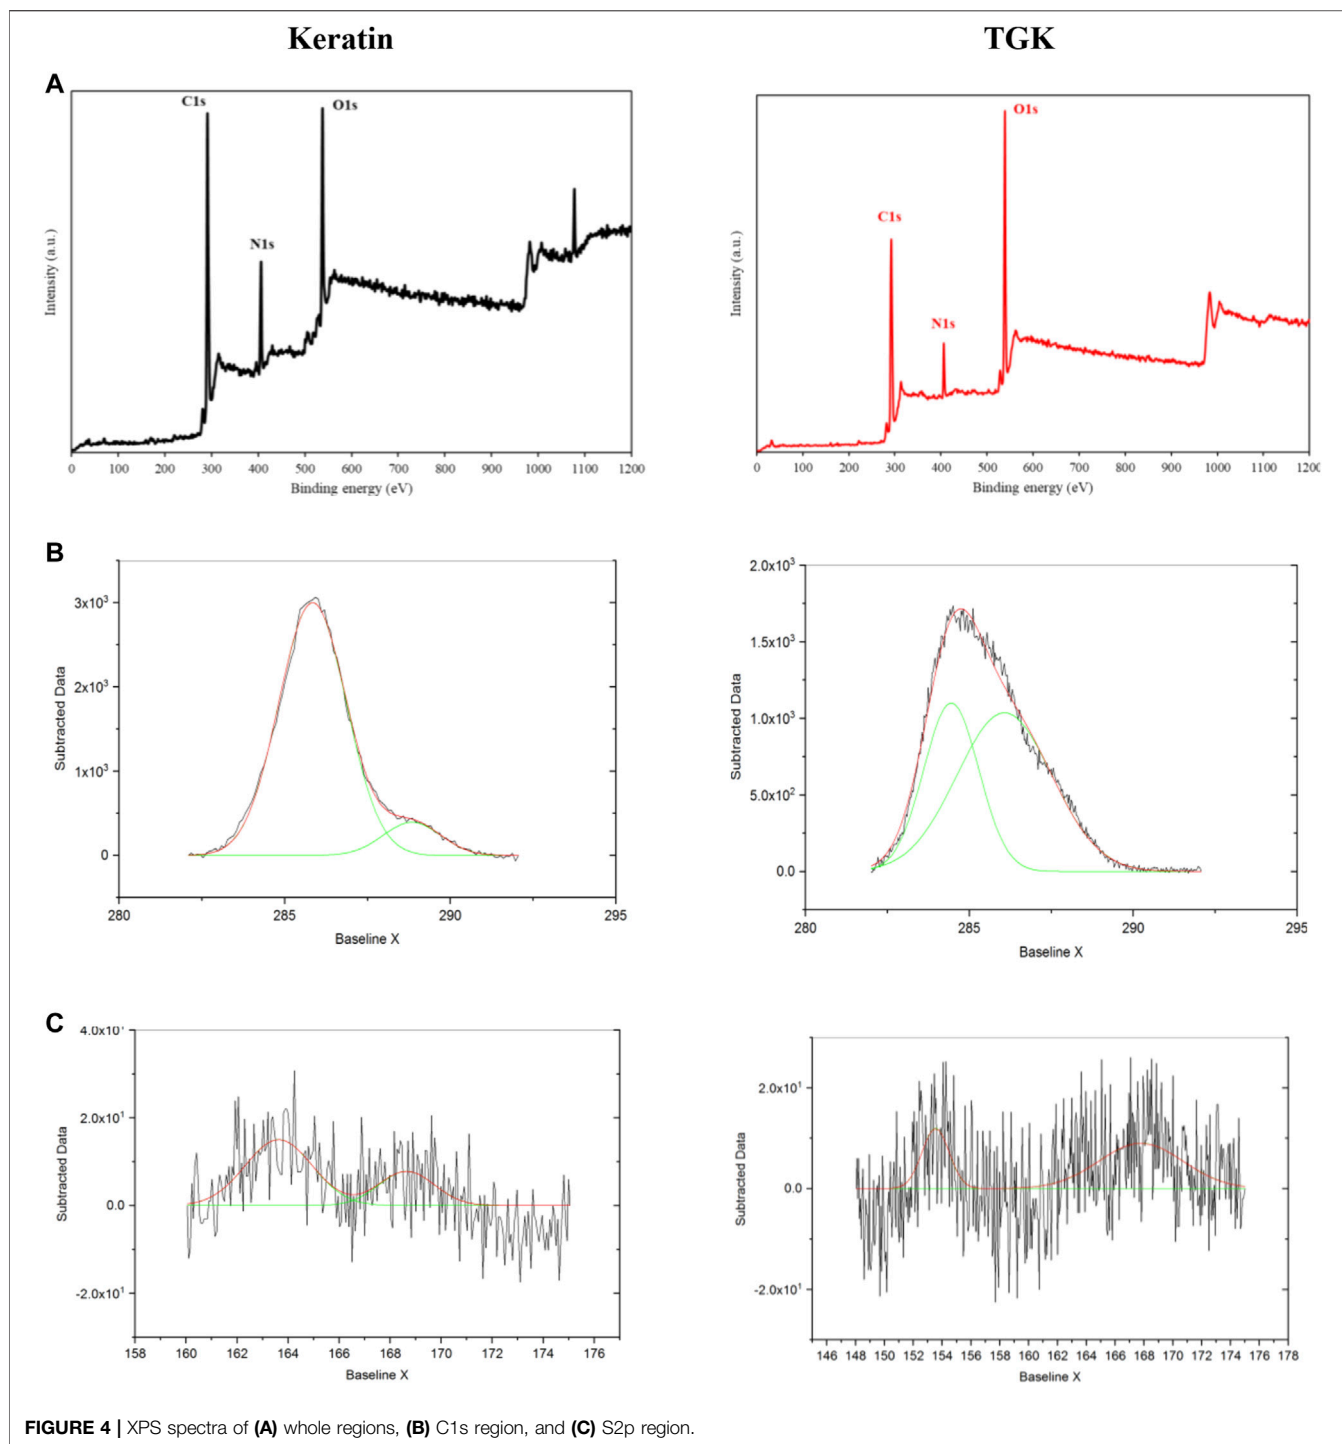 Keratin
TGK
A
C1s
O1s
N1s
Intensity (a.u.)
0 100 200 300 400 500 600 700 800 900 1000 1100 1200
Binding energy (eV)
O1s
C1s
N1s
Intensity (a.u.)
0 100 200 300 400 500 600 700 800 900 1000 1100 1200
Binding energy (eV)
B
3x10³
2x10³
1x10³
0
Subtracted Data
280 285 290 295
Baseline X
2.0x10³
1.5x10³
1.0x10³
5.0x10²
0.0
Subtracted Data
280 285 290 295
Baseline X
C
4.0x10¹
2.0x10¹
0.0
-2.0x10¹
Subtracted Data
158 160 162 164 166 168 170 172 174 176
Baseline X
2.0x10¹
0.0
-2.0x10¹
Subtracted Data
146 148 150 152 154 156 158 160 162 164 166 168 170 172 174 176 178
Baseline X
FIGURE 4 | XPS spectra of (A) whole regions, (B) C1s region, and (C) S2p region.